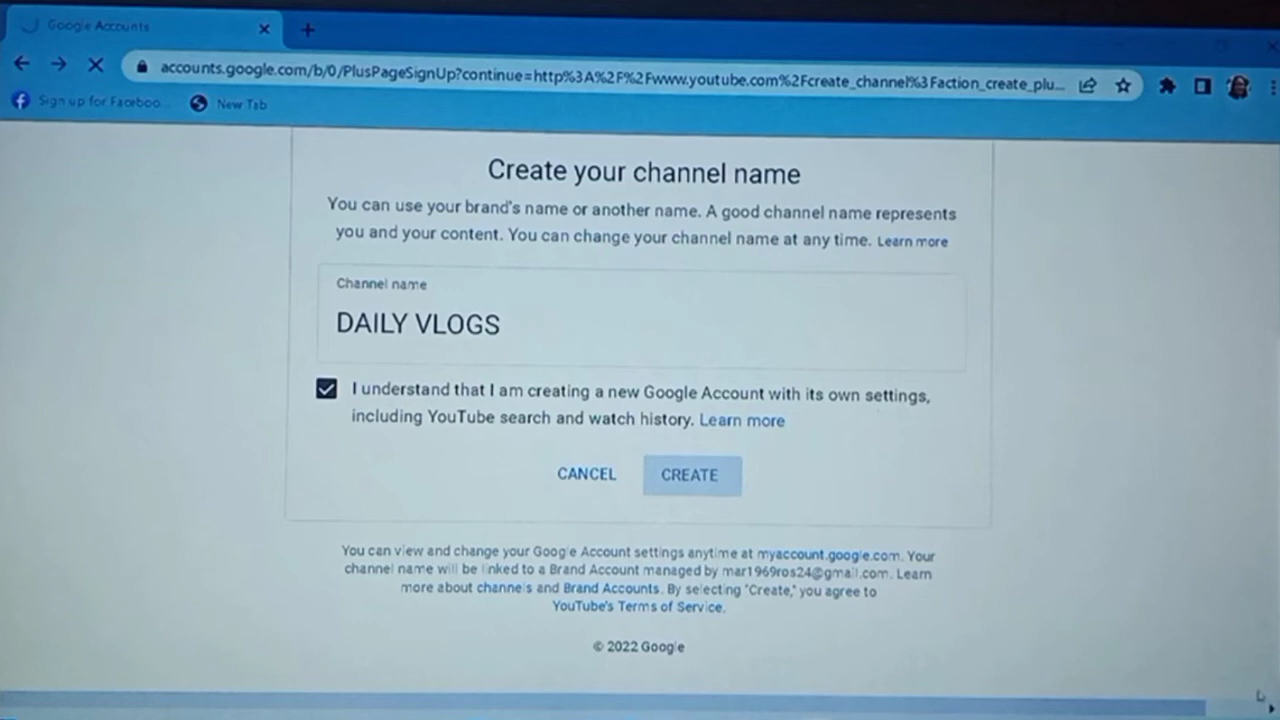 Google Accounts
accounts.google.com/b/0/PlusPageSignUp?continue=http%3A%2F%2Fwww.youtube.com%2Fcreate_channel%3Faction_create_plu...
Sign up for Faceboo...
New Tab
Create your channel name
You can use your brand's name or another name. A good channel name represents
you and your content. You can change your channel name at any time. Learn more
Channel name
DAILY VLOGS
I understand that I am creating a new Google Account with its own settings,
including YouTube search and watch history. Learn more
CANCEL
CREATE
You can view and change your Google Account settings anytime at myaccount.google.com. Your
channel name will be linked to a Brand Account managed by mar1969ros24@gmail.com. Learn
more about channels and Brand Accounts. By selecting "Create," you agree to
YouTube's Terms of Service.
© 2022 Google